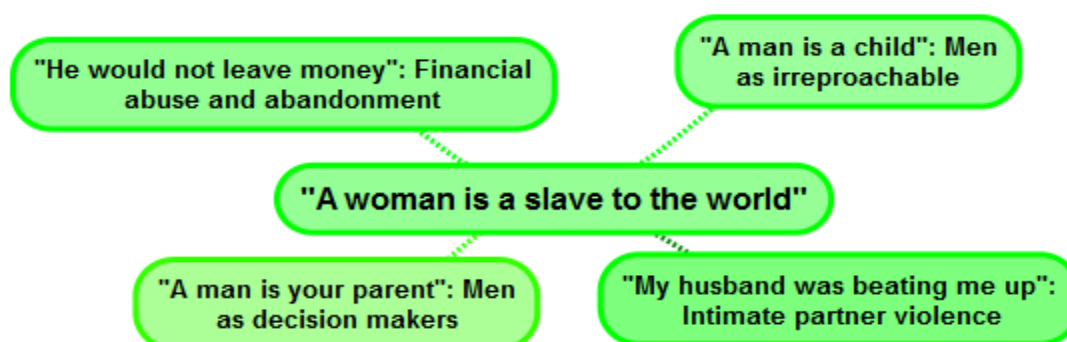 "He would not leave money": Financial
abuse and abandonment
"A man is a child": Men
as irreproachable
"A woman is a slave to the world"
"A man is your parent": Men
as decision makers
"My husband was beating me up":
Intimate partner violence